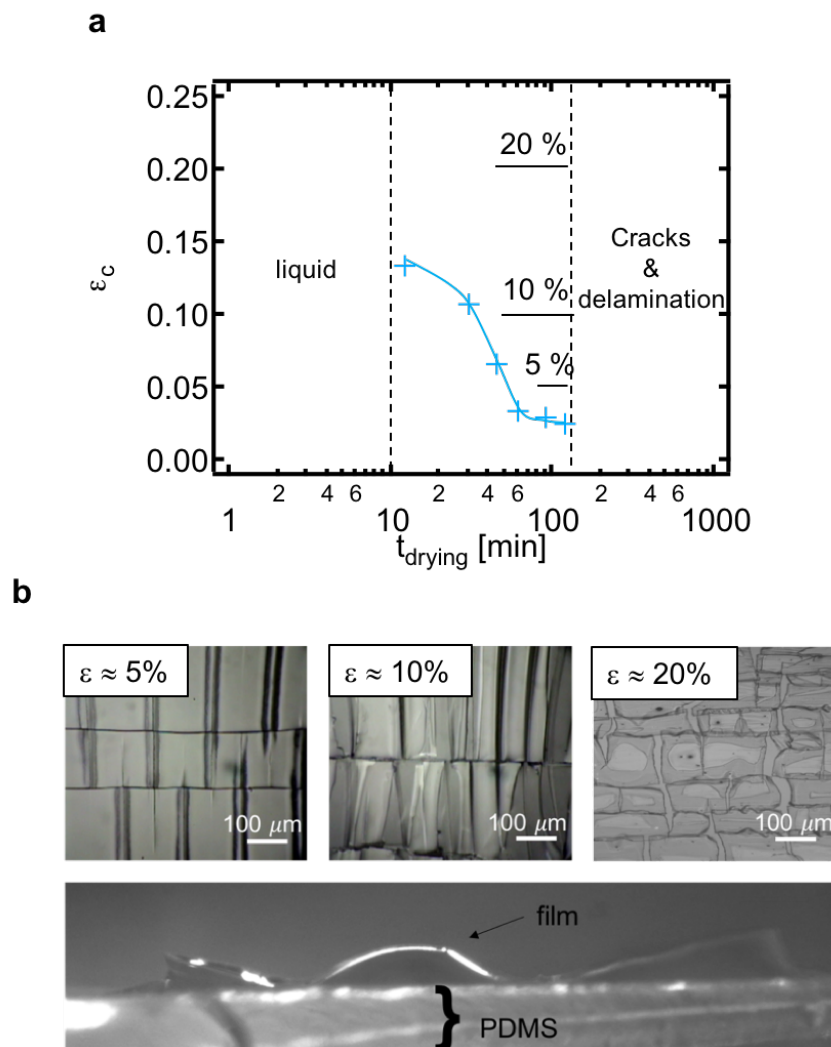 a
0.25
0.20
0.15
0.10
0.05
0.00
εc
liquid
20 %
10 %
5 %
Cracks
&
delamination
2 4 6 2 4 6 2 4 6
1 10 100 1000
tdrying [min]
b
ε ≈ 5%
ε ≈ 10%
ε ≈ 20%
100 μm
100 μm
100 μm
film
PDMS